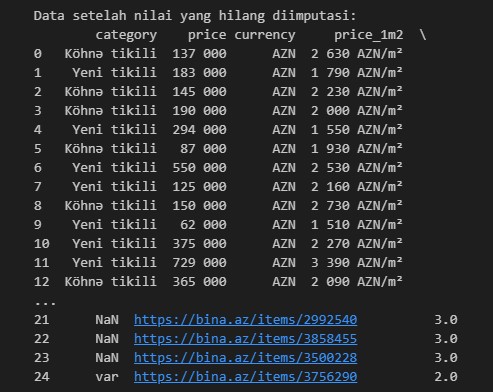 Data setelah nilai yang hilang diimputasi:
category price currency price_1m2 \
0 Köhnə tikili 137 000 AZN 2 630 AZN/m²
1 Yeni tikili 183 000 AZN 1 790 AZN/m²
2 Köhnə tikili 145 000 AZN 2 230 AZN/m²
3 Köhnə tikili 190 000 AZN 2 000 AZN/m²
4 Yeni tikili 294 000 AZN 1 550 AZN/m²
5 Köhnə tikili 87 000 AZN 1 930 AZN/m²
6 Yeni tikili 550 000 AZN 2 530 AZN/m²
7 Yeni tikili 125 000 AZN 2 160 AZN/m²
8 Köhnə tikili 150 000 AZN 2 730 AZN/m²
9 Yeni tikili 62 000 AZN 1 510 AZN/m²
10 Yeni tikili 375 000 AZN 2 270 AZN/m²
11 Yeni tikili 729 000 AZN 3 390 AZN/m²
12 Köhnə tikili 365 000 AZN 2 090 AZN/m²
...
21 NaN https://bina.az/items/2992540 3.0
22 NaN https://bina.az/items/3858455 3.0
23 NaN https://bina.az/items/3500228 3.0
24 var https://bina.az/items/3756290 2.0